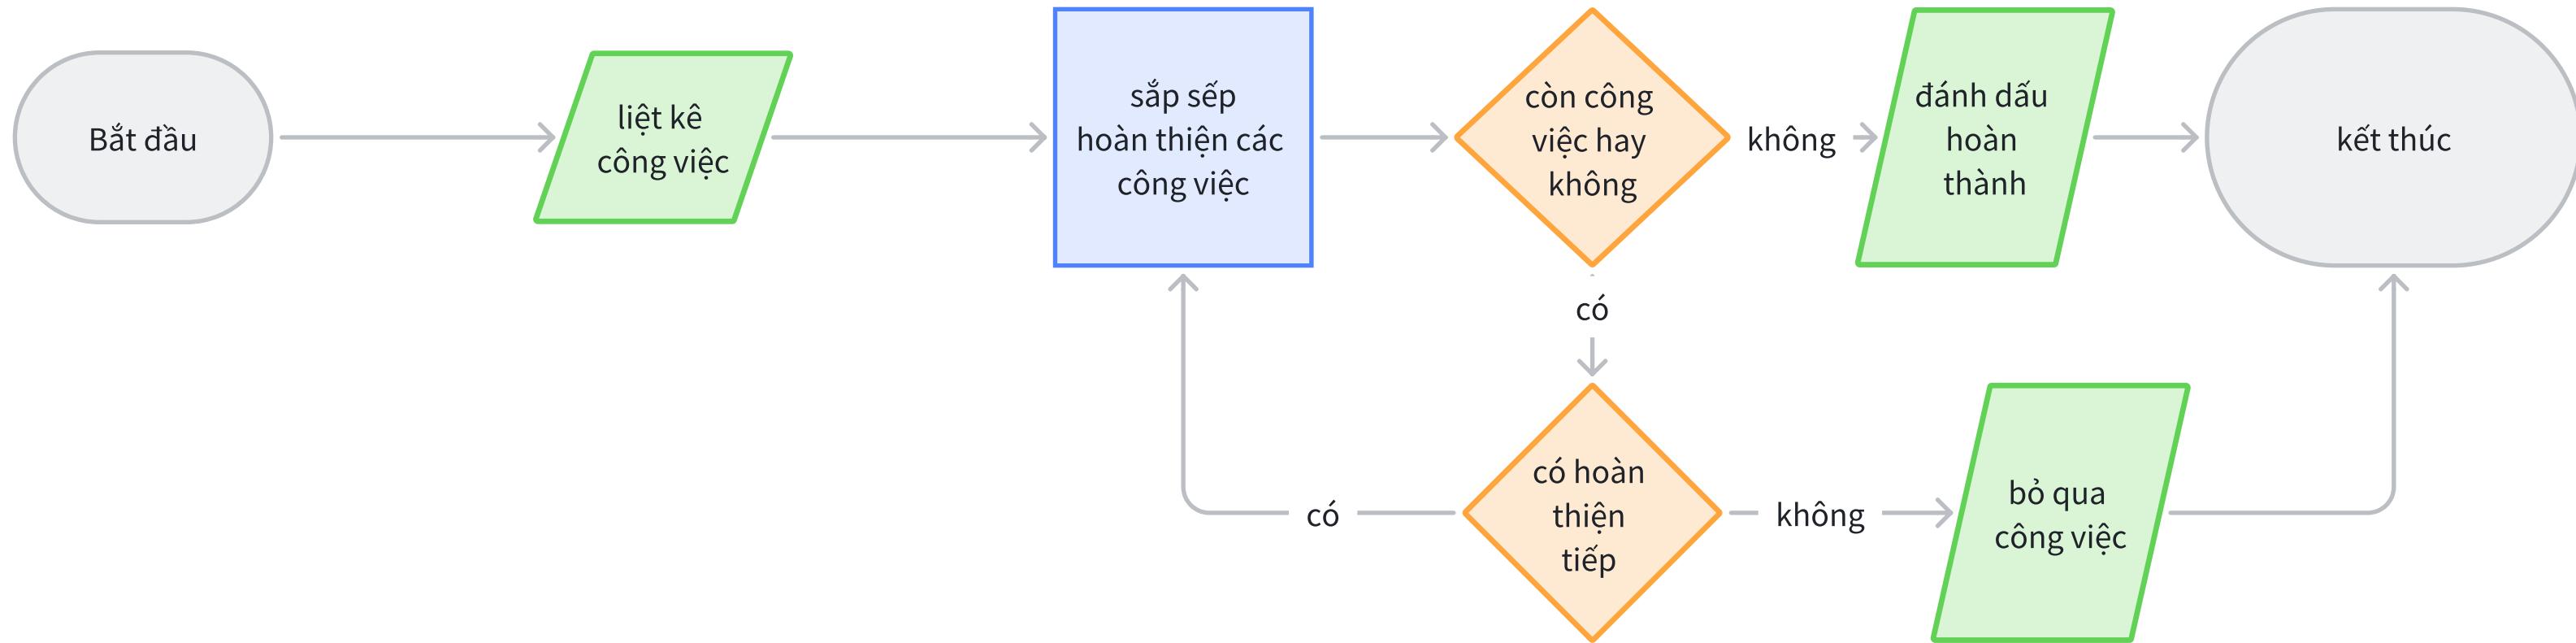 Bắt đầu
liệt kê
công việc
sắp sếp
hoàn thiện các
công việc
còn công
việc hay
không
không
đánh dấu
hoàn
thành
kết thúc
có
có hoàn
thiện
tiếp
có
không
bỏ qua
công việc